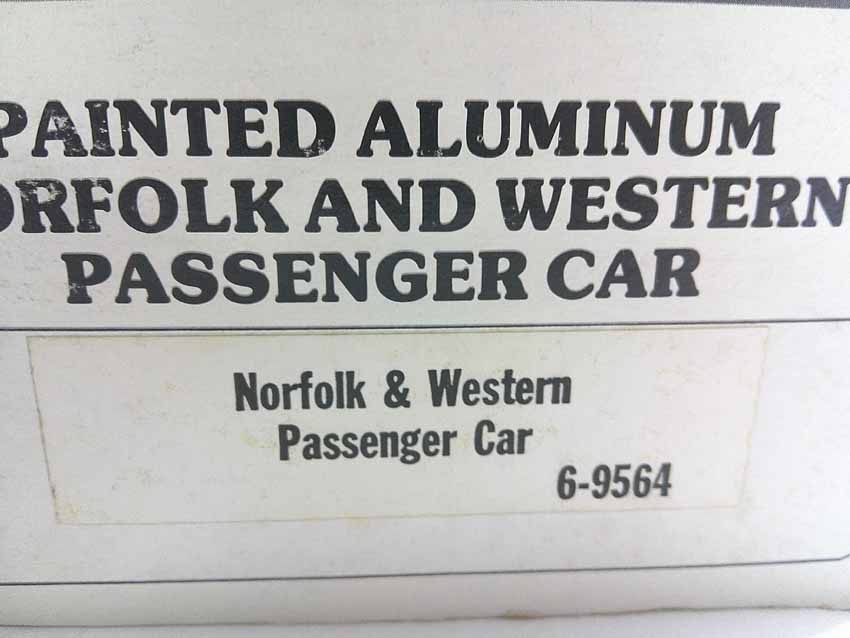 PAINTED ALUMINUM
ORFOLK AND WESTERN
PASSENGER CAR
Norfolk & Western
Passenger Car
6-9564